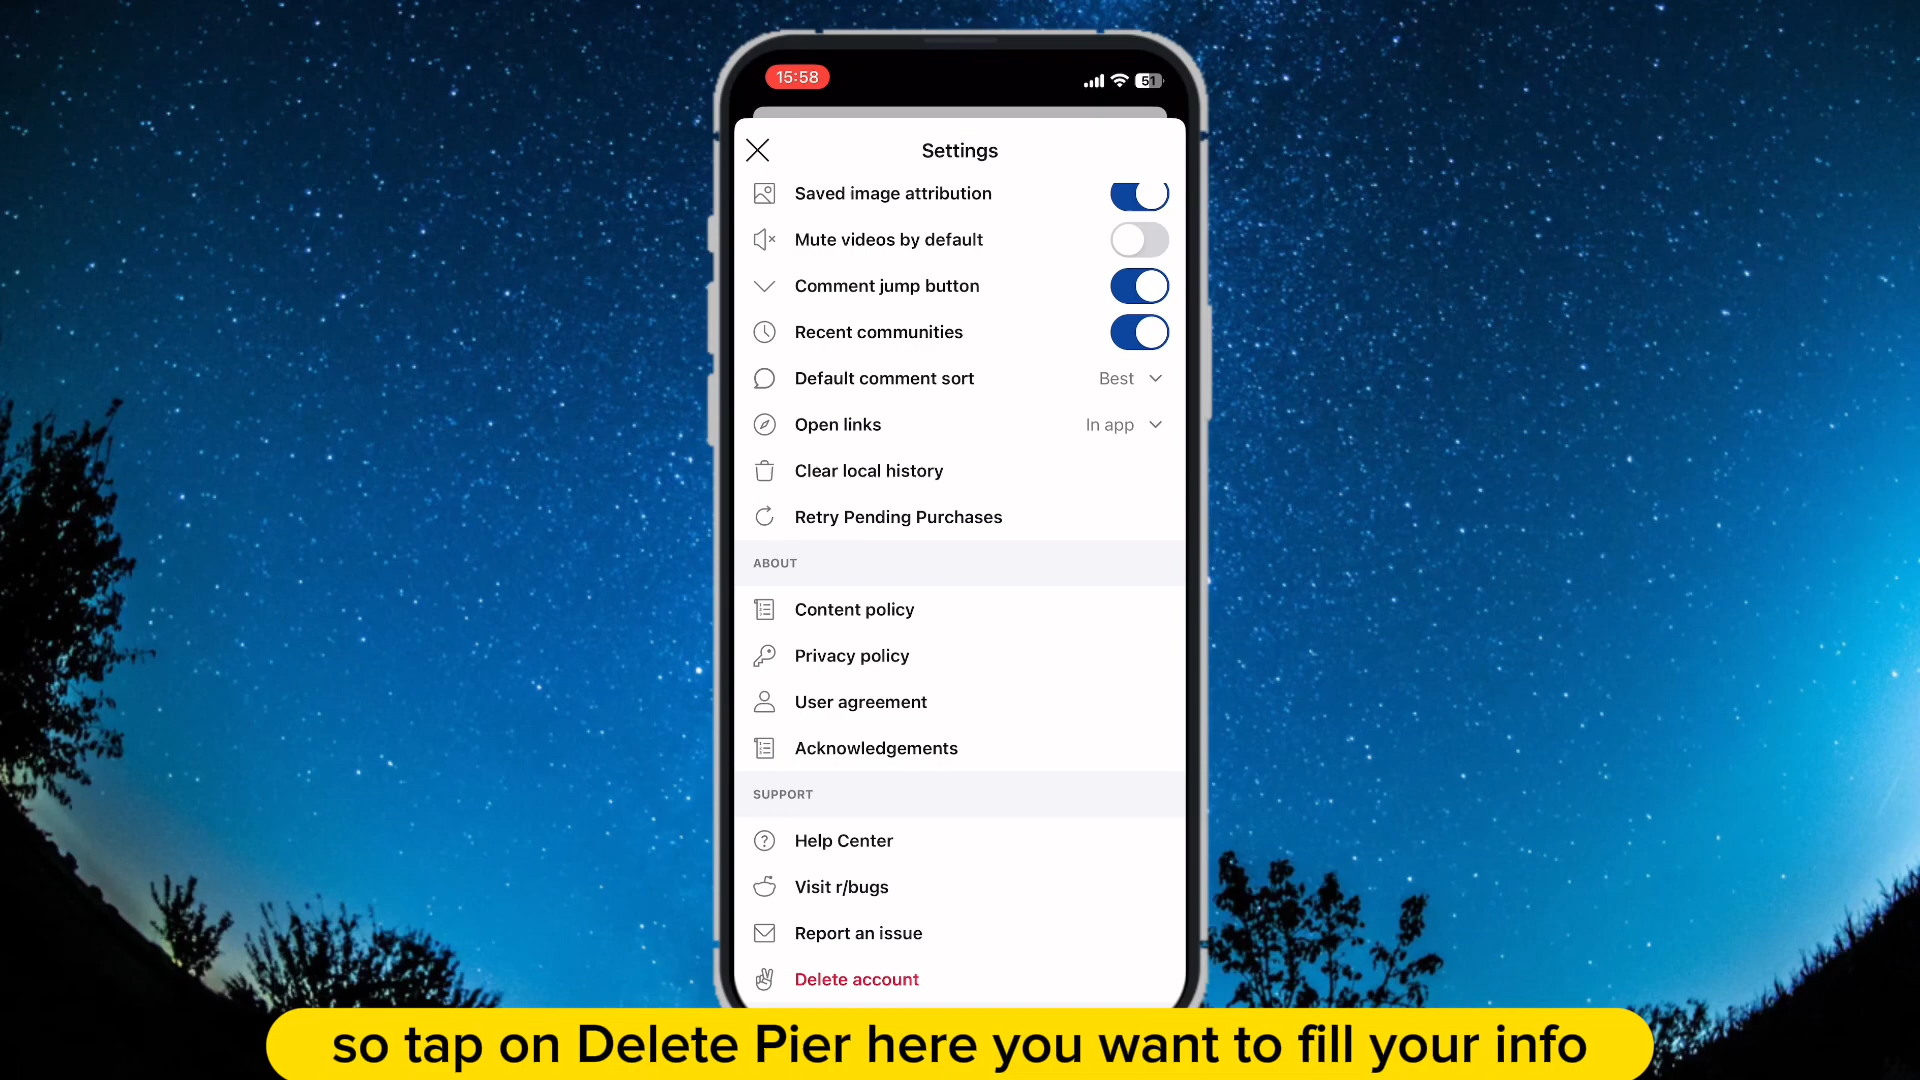 15:58
51
Settings
Saved image attribution
Mute videos by default
Comment jump button
Recent communities
Default comment sort Best
Open links In app
Clear local history
Retry Pending Purchases
ABOUT
Content policy
Privacy policy
User agreement
Acknowledgements
SUPPORT
Help Center
Visit r/bugs
Report an issue
Delete account
so tap on Delete Pier here you want to fill your info